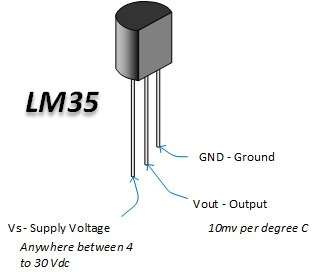 LM35
GND - Ground
Vout - Output
10mv per degree C
Vs - Supply Voltage
Anywhere between 4
to 30 Vdc